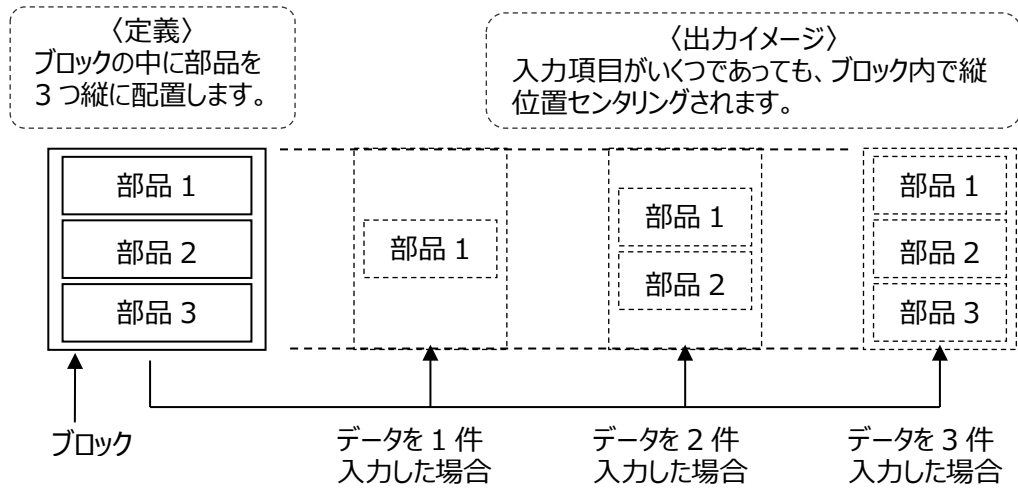 〈定義〉
ブロックの中に部品を
３つ縦に配置します。
〈出力イメージ〉
入力項目がいくつであっても、ブロック内で縦
位置センタリングされます。
部品１
部品２
部品３
部品１
部品１
部品２
部品１
部品２
部品３
ブロック
データを１件
入力した場合
データを２件
入力した場合
データを３件
入力した場合